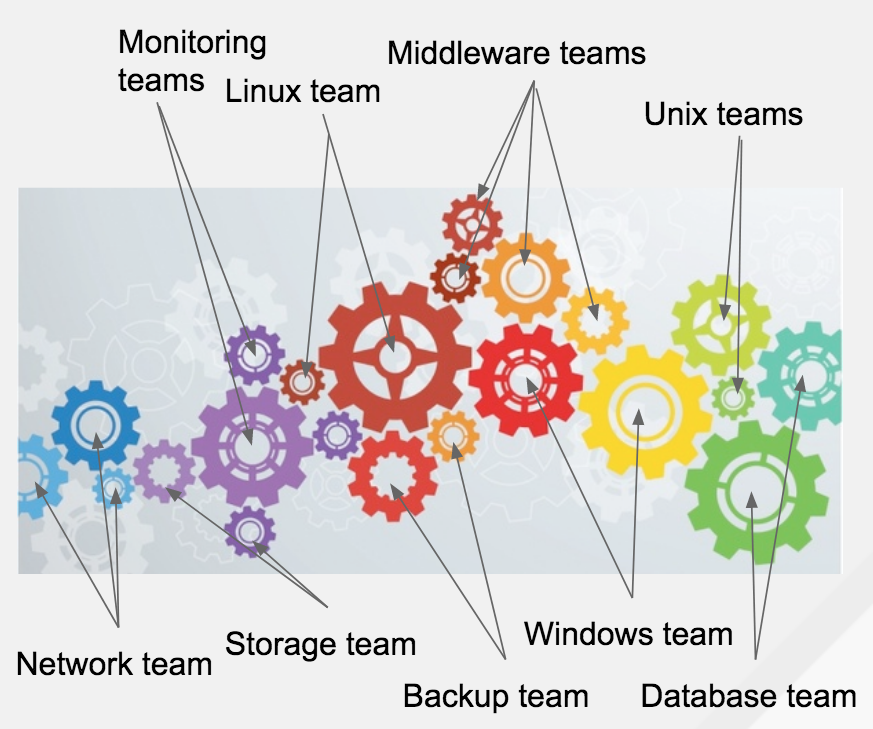 Monitoring
teams
Linux team
Middleware teams
Unix teams
Network team
Storage team
Backup team
Windows team
Database team